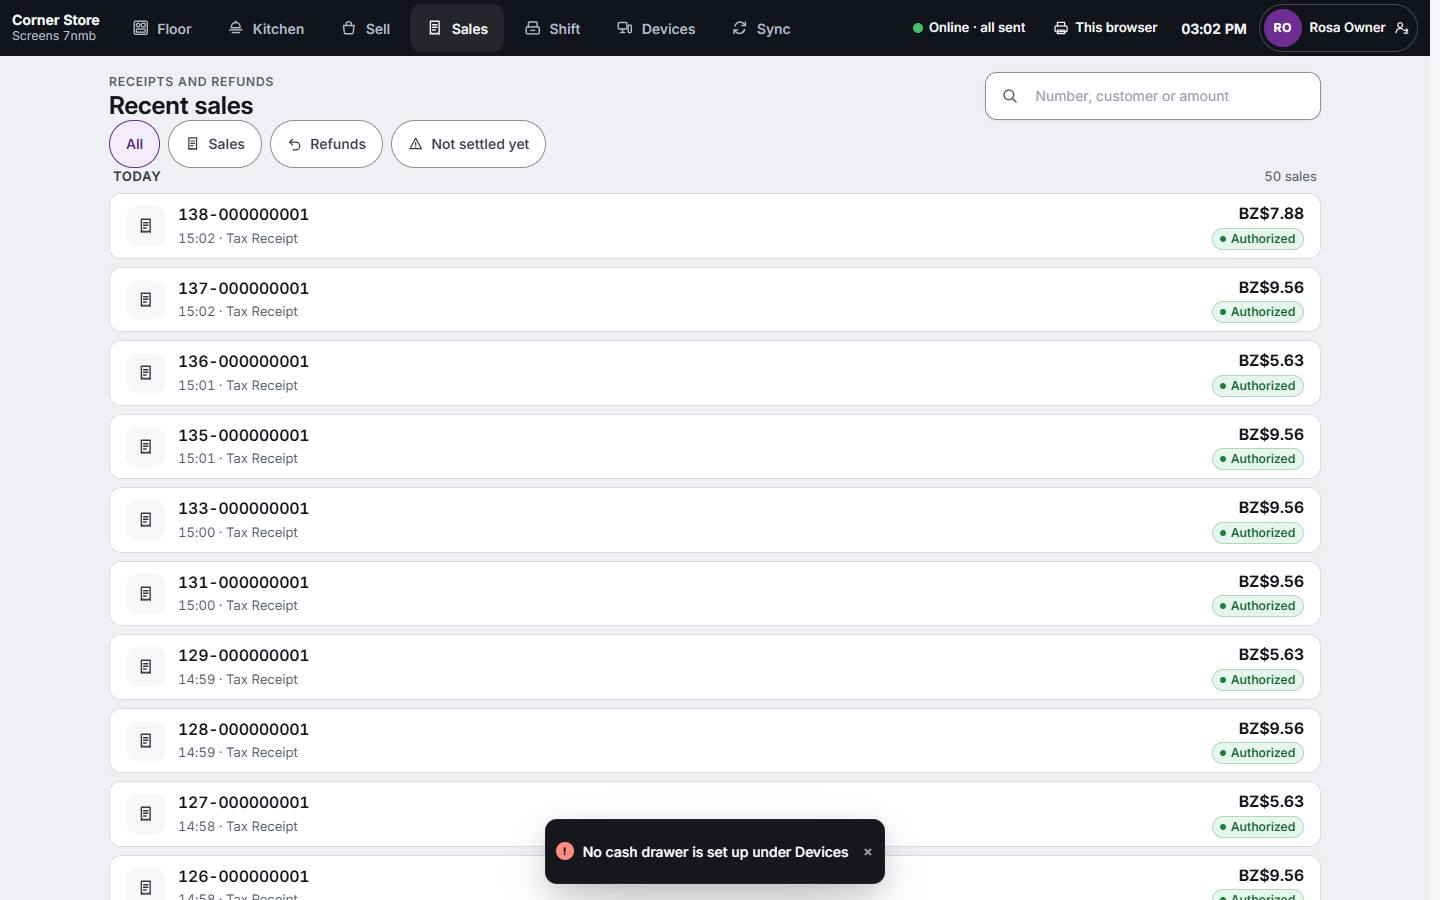 Corner Store
Screens 7nmb
Floor
Kitchen
Sell
Sales
Shift
Devices
Sync
Online · all sent
This browser
03:02 PM
RO
Rosa Owner
RECEIPTS AND REFUNDS
Recent sales
Number, customer or amount
All
Sales
Refunds
Not settled yet
TODAY
50 sales
138-000000001
BZ$7.88
15:02 · Tax Receipt
Authorized
137-000000001
BZ$9.56
15:02 · Tax Receipt
Authorized
136-000000001
BZ$5.63
15:01 · Tax Receipt
Authorized
135-000000001
BZ$9.56
15:01 · Tax Receipt
Authorized
133-000000001
BZ$9.56
15:00 · Tax Receipt
Authorized
131-000000001
BZ$9.56
15:00 · Tax Receipt
Authorized
129-000000001
BZ$5.63
14:59 · Tax Receipt
Authorized
128-000000001
BZ$9.56
14:59 · Tax Receipt
Authorized
127-000000001
BZ$5.63
14:58 · Tax Receipt
Authorized
No cash drawer is set up under Devices
126-000000001
BZ$9.56
14:58 · Tax Receipt
Authorized